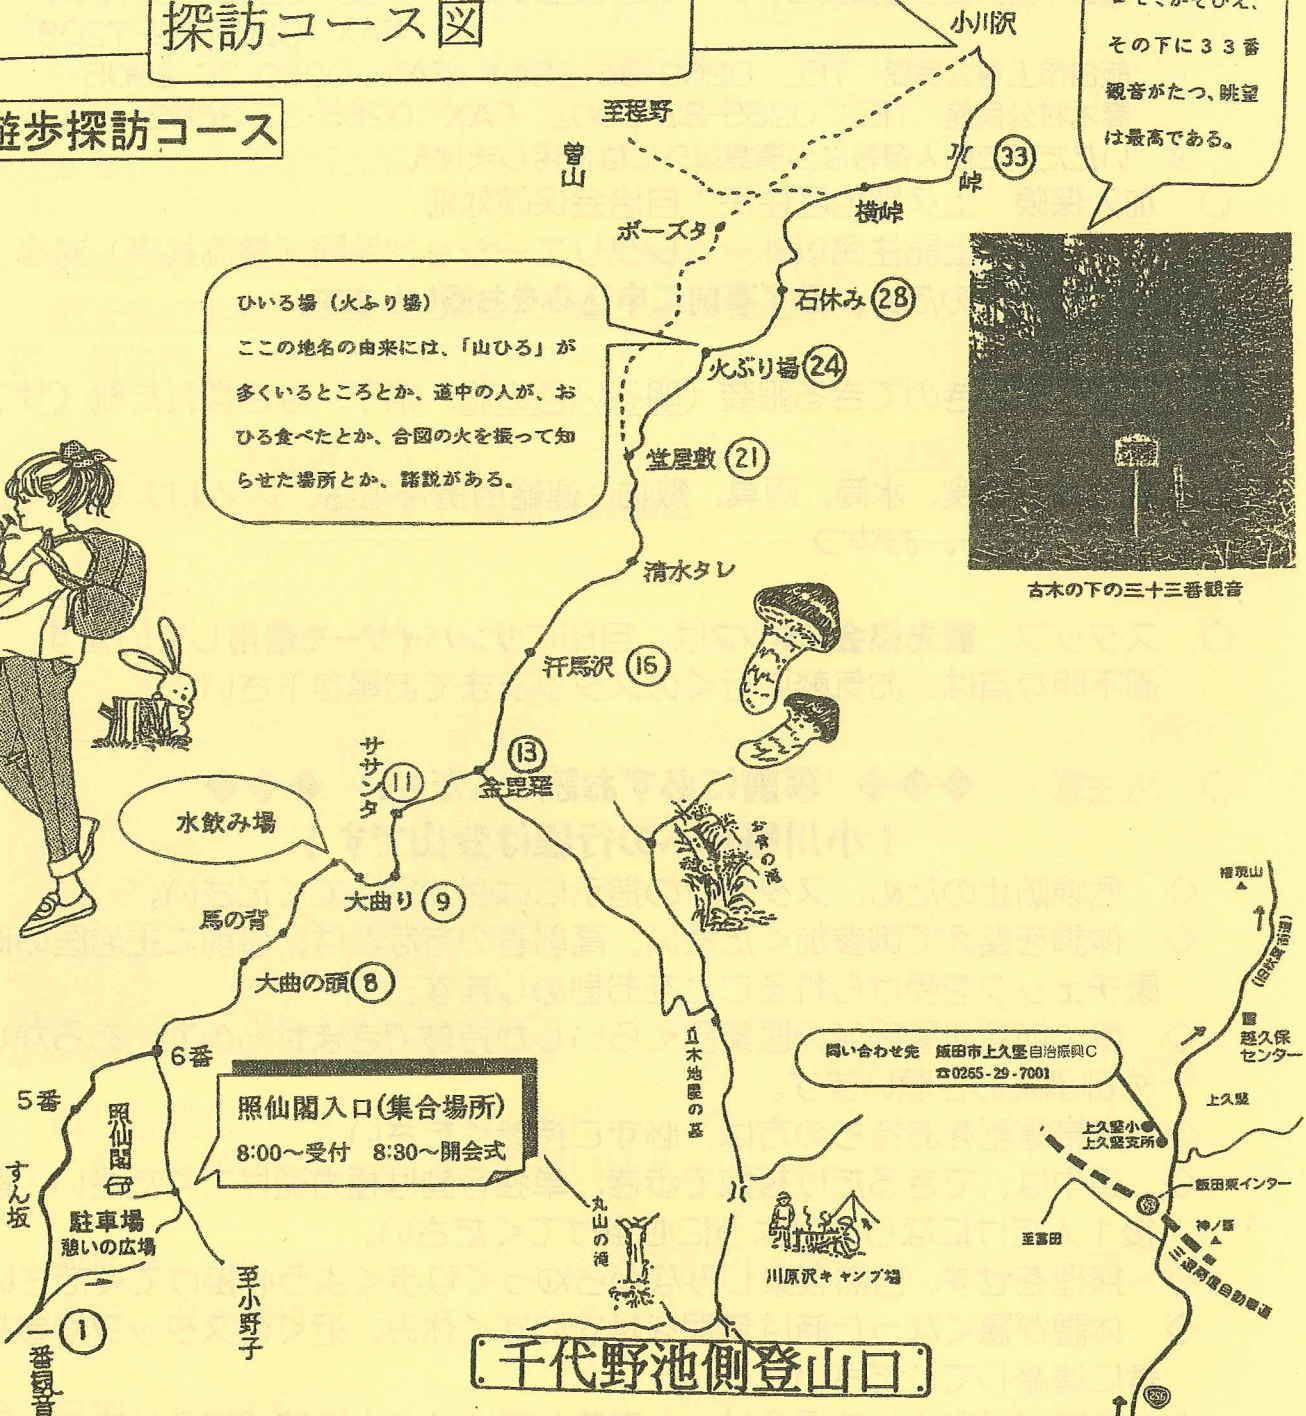 探訪コース図
遊歩探訪コース
小川沢
その下に33番
観音がたつ、眺望
は最高である。
至程野
曽山
峠
33
横峠
ボーズタ
石休み 28
ひいる場（火ふり場）
ここの地名の由来には、「山ひる」が
多くいるところとか、道中の人が、お
ひる食べたとか、合図の火を振って知
らせた場所とか、諸説がある。
火ぶり場 24
堂屋敷 21
清水タレ
古木の下の三十三番観音
汗馬沢 16
13
金毘羅
ササンタ
11
水飲み場
大曲り 9
馬の背
大曲の頭 8
6番
5番
すん坂
照仙閣
駐車場
憩いの広場
照仙閣入口(集合場所)
8:00～受付 8:30～開会式
至小野子
1
一番観音
丸山の滝
木地屋の墓
川原沢キャンプ場
千代野池側登山口
問い合わせ先 飯田市上久堅自治振興C
☎0265-29-7001
権現山
(旧秋葉街道)
越久保
センター
上久堅
上久堅小
上久堅支所
飯田東インター
至富田
三遠南信自動車道
256